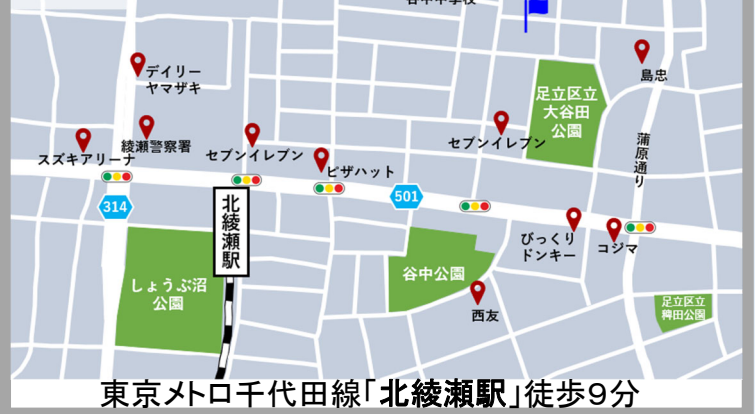 デイリー
ヤマザキ
島忠
足立区立
大谷田
公園
綾瀬警察署
スズキアリーナ
セブンイレブン
セブンイレブン
ピザハット
蒲原通り
314
501
北綾瀬駅
びっくり
ドンキー
コジマ
しょうぶ沼
公園
谷中公園
西友
足立区立
稗田公園
東京メトロ千代田線「北綾瀬駅」徒歩9分